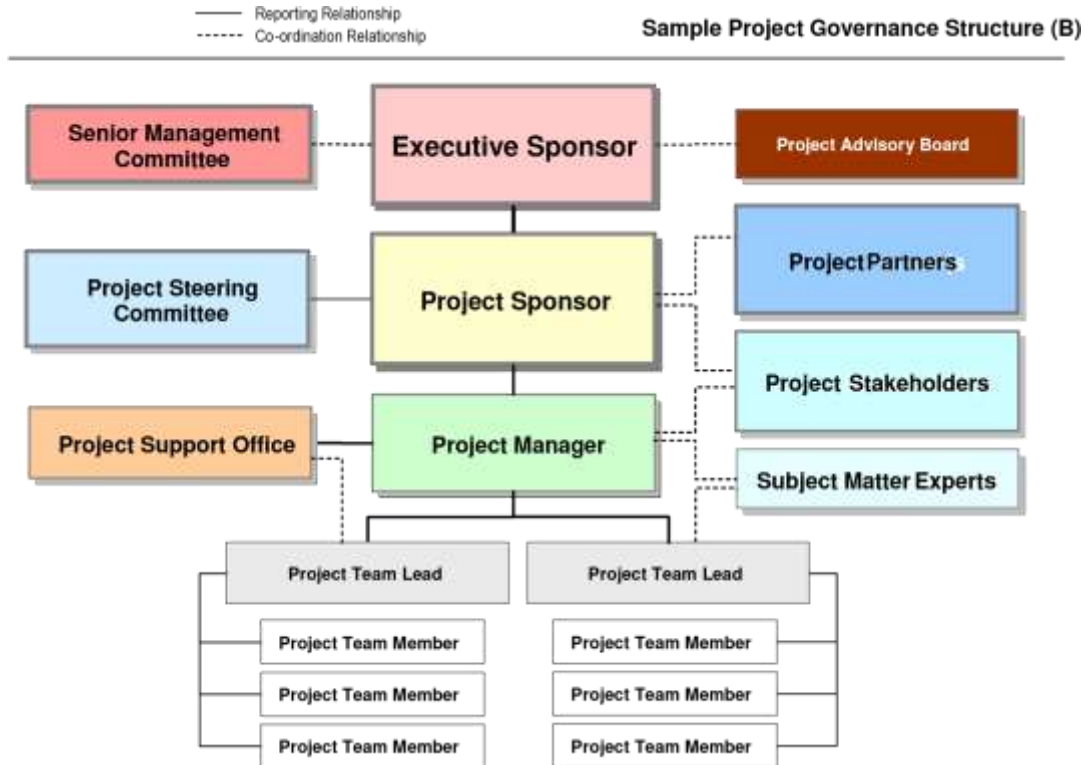 Reporting Relationship
Co-ordination Relationship
Sample Project Governance Structure (B)
Senior Management
Committee
Executive Sponsor
Project Advisory Board
Project Partners
Project Steering
Committee
Project Sponsor
Project Stakeholders
Project Support Office
Project Manager
Subject Matter Experts
Project Team Lead
Project Team Lead
Project Team Member
Project Team Member
Project Team Member
Project Team Member
Project Team Member
Project Team Member